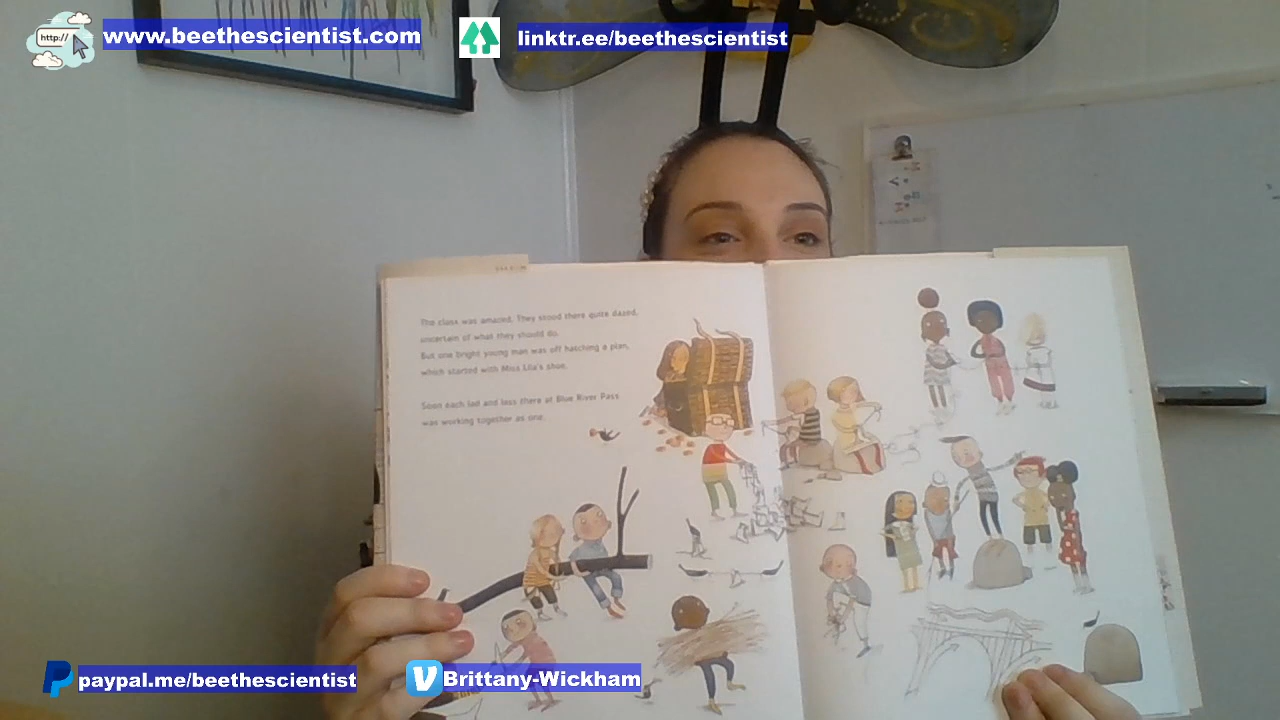 http://
www.beethescientist.com
linktr.ee/beethescientist
The class was amazed. They stood there quite dazed,
uncertain of what they should do.
But one bright young man was off hatching a plan,
which started with Miss Lila's shoe.
Soon each lad and lass there at Blue River Pass
was working together as one.
paypal.me/beethescientist
Brittany-Wickham